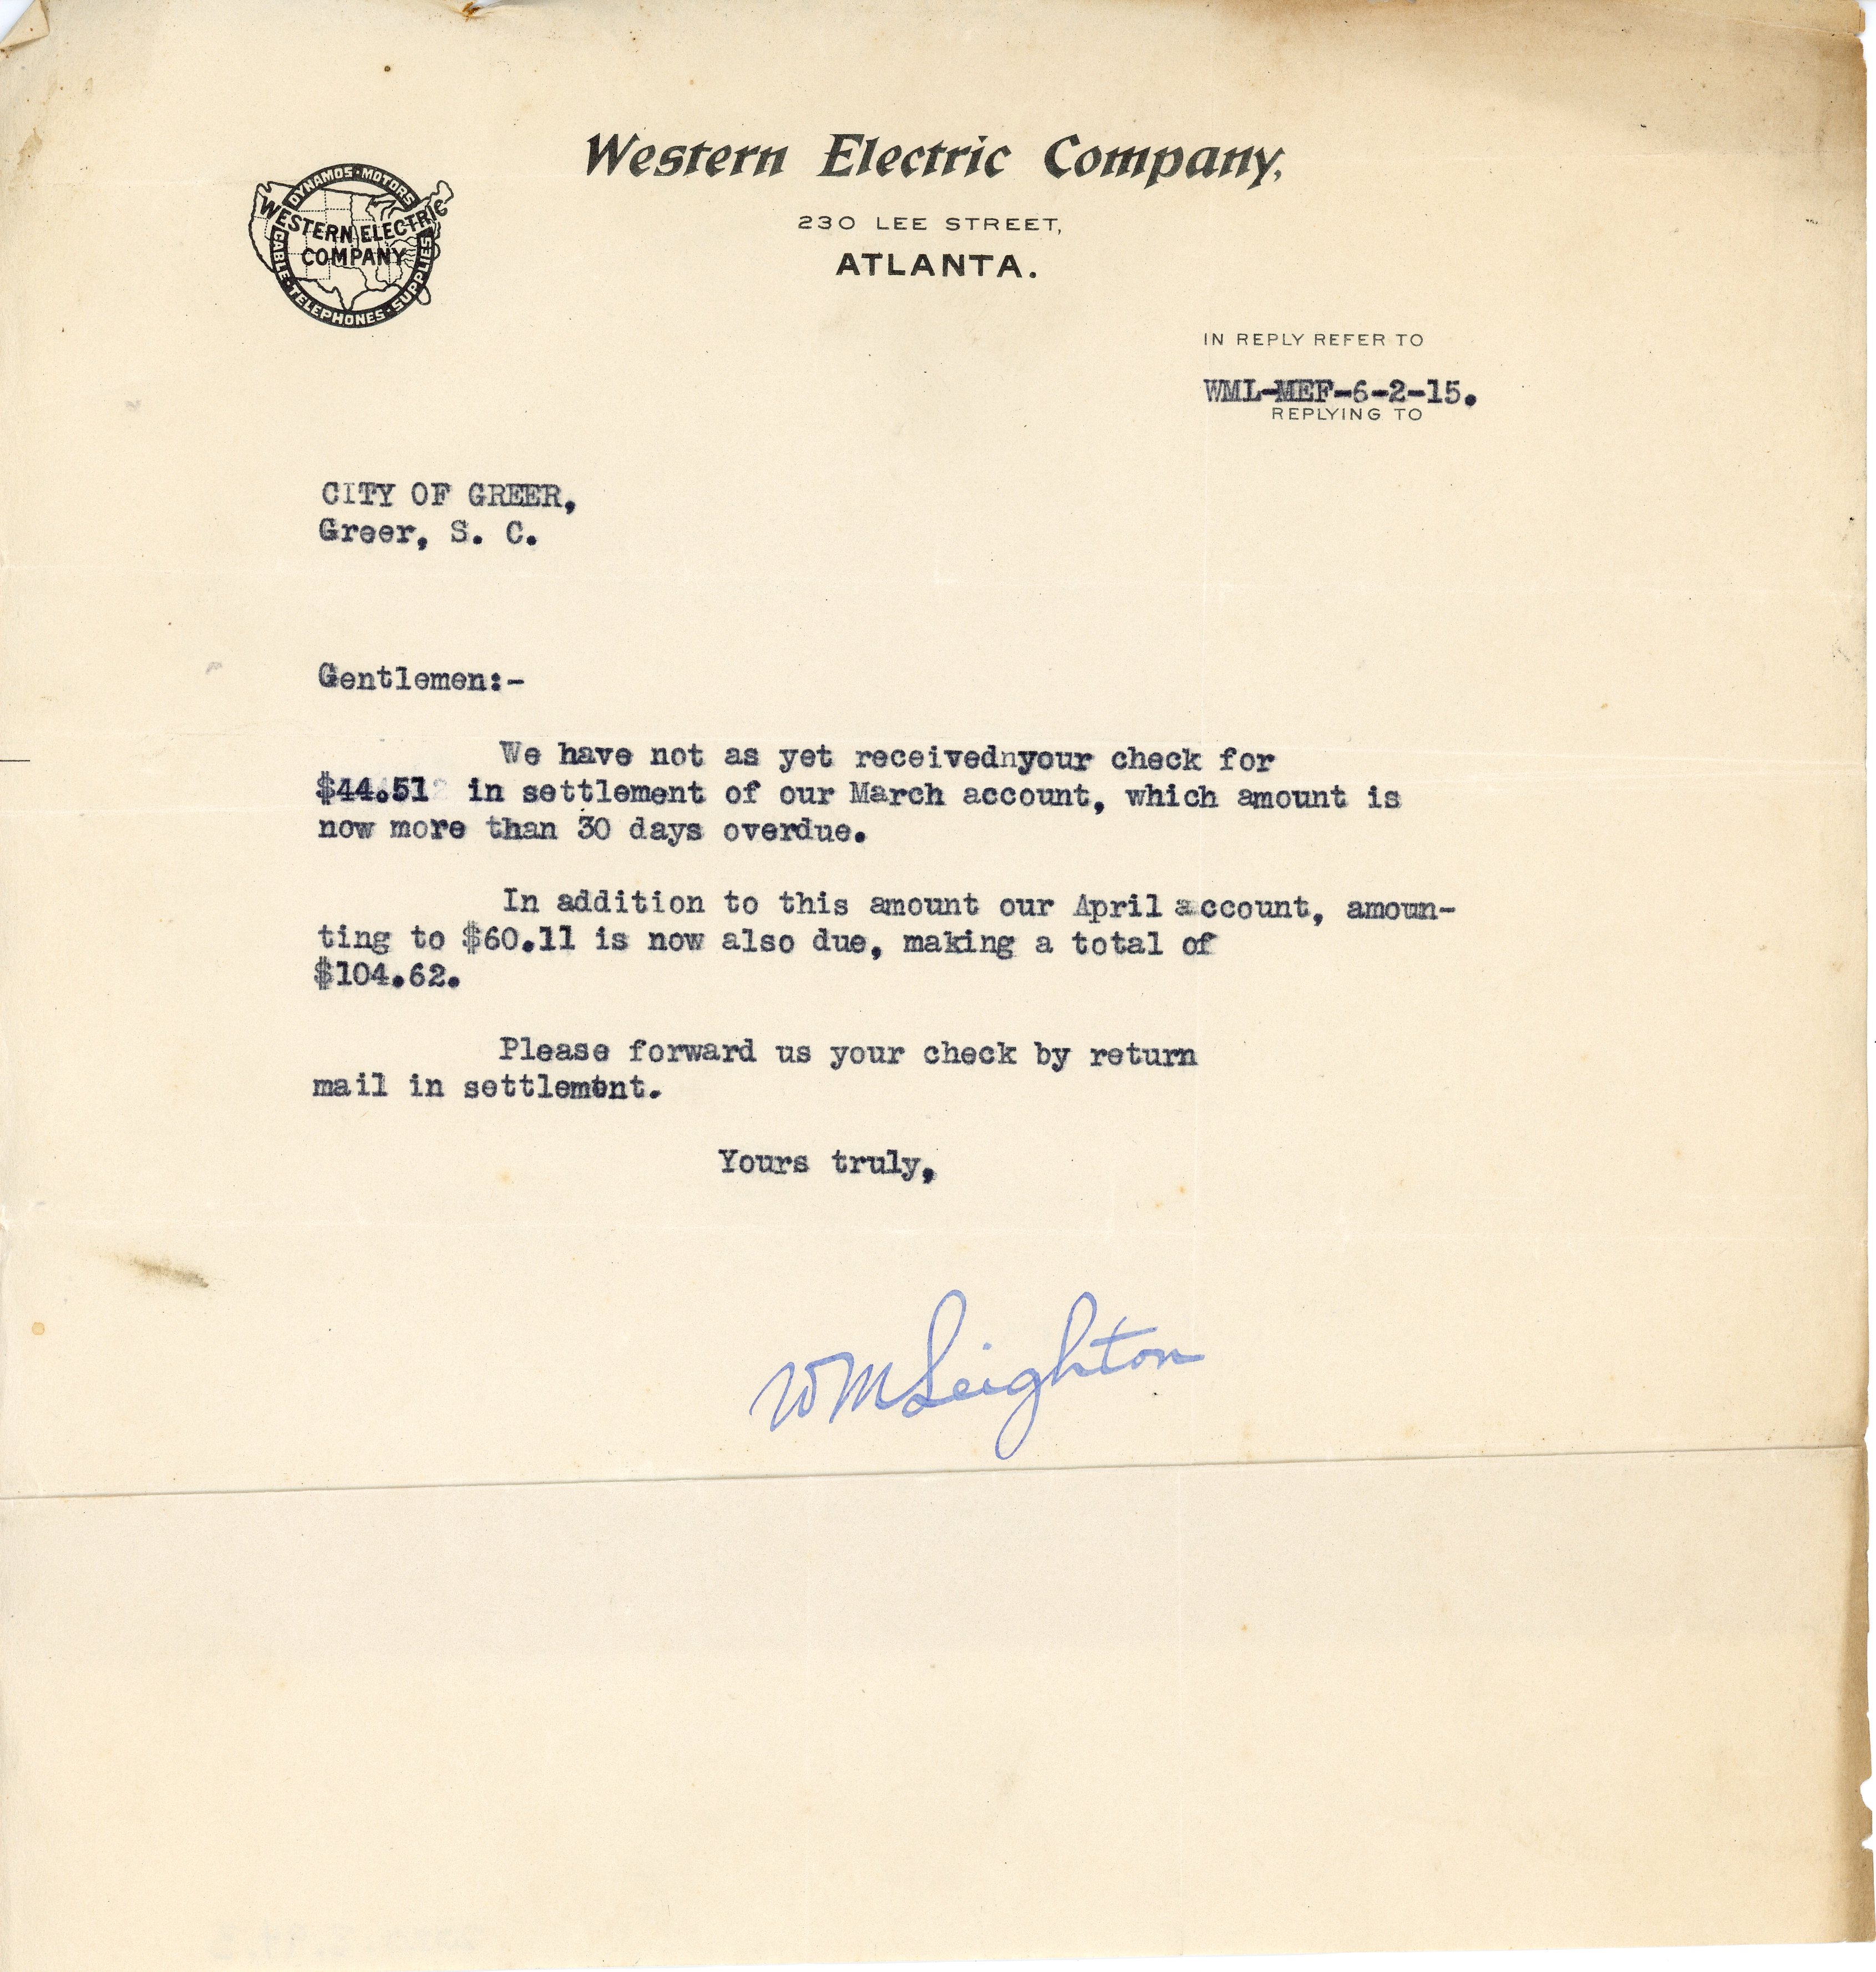 Western Electric Company,
230 LEE STREET,
ATLANTA.
DYNAMOS · MOTORS
WESTERN ELECTRIC
COMPANY
CABLE · TELEPHONES · SUPPLIES
IN REPLY REFER TO
WML-MEF-6-2-15.
REPLYING TO
CITY OF GREER,
Greer, S. C.
Gentlemen:-
We have not as yet receivednyour check for
$44.51 in settlement of our March account, which amount is
now more than 30 days overdue.
In addition to this amount our April account, amoun-
ting to $60.11 is now also due, making a total of
$104.62.
Please forward us your check by return
mail in settlement.
Yours truly,
WMLeighton